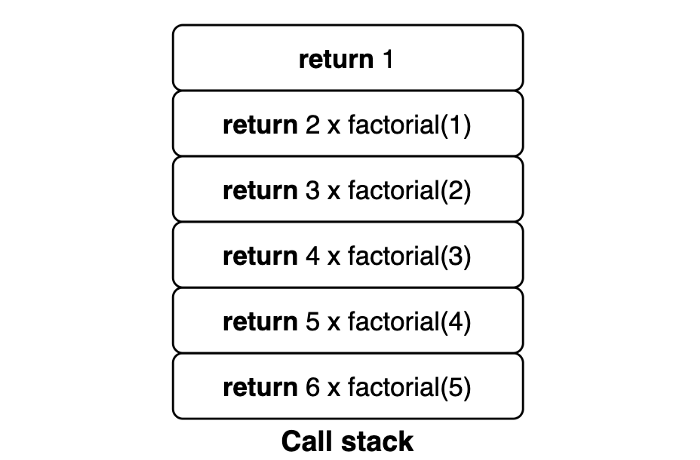 return 1
return 2 x factorial(1)
return 3 x factorial(2)
return 4 x factorial(3)
return 5 x factorial(4)
return 6 x factorial(5)
Call stack